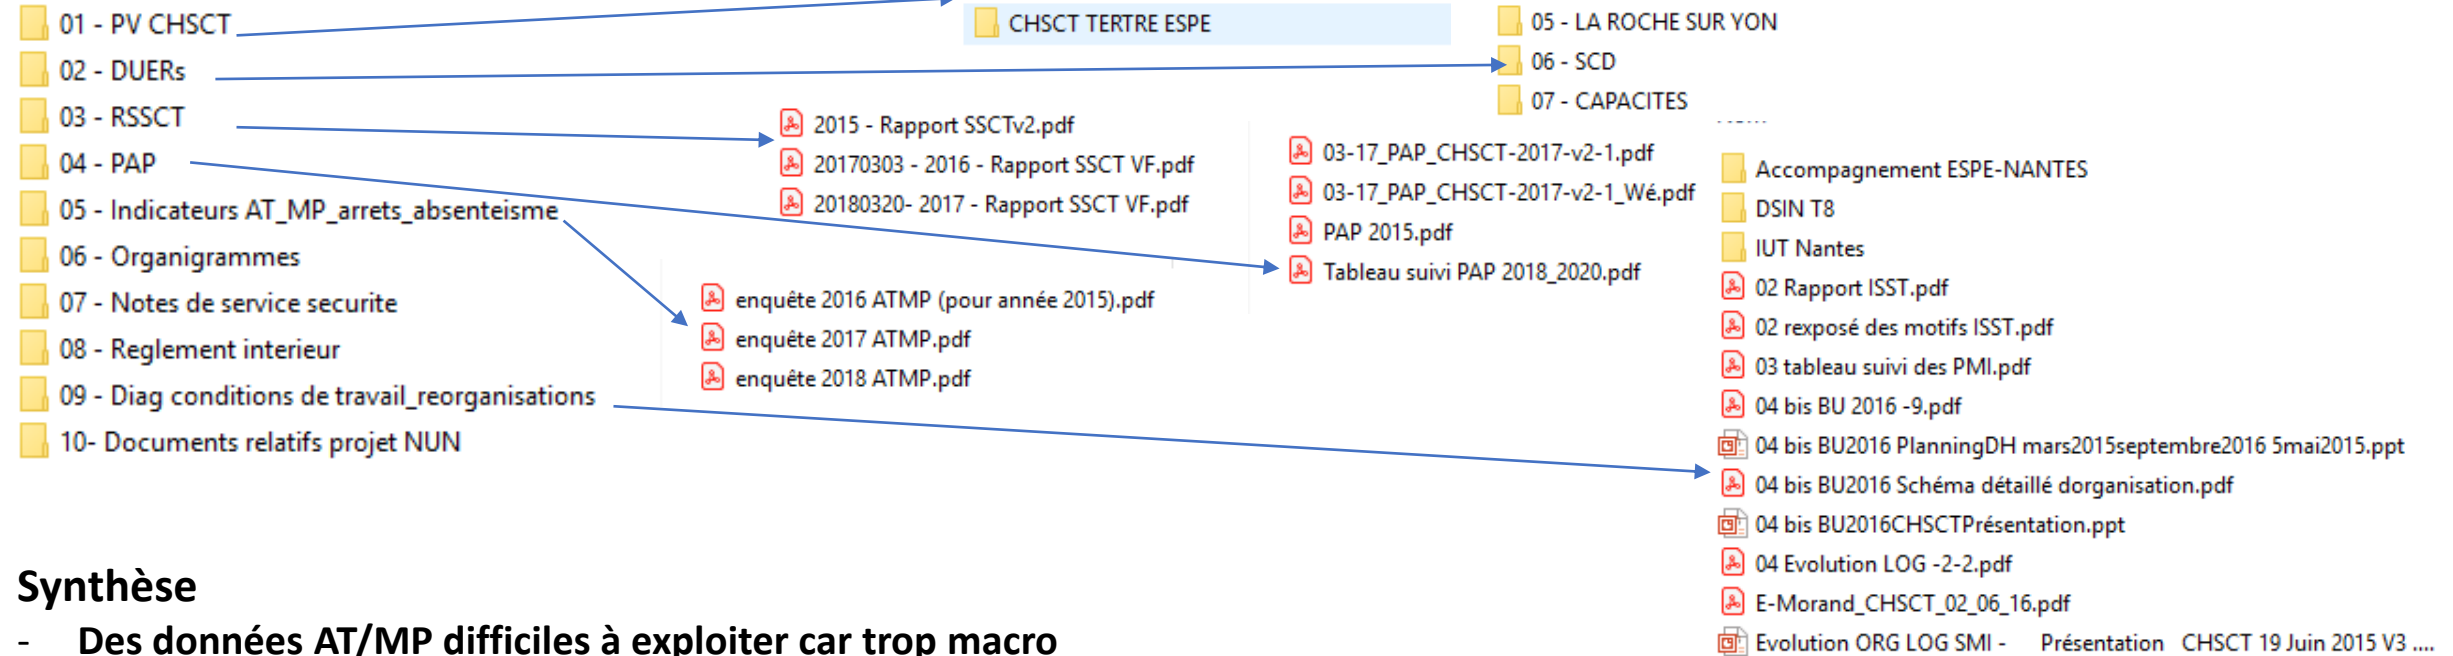 01 - PV CHSCT
02 - DUERs
03 - RSSCT
04 - PAP
05 - Indicateurs AT_MP_arrets_absenteisme
06 - Organigrammes
07 - Notes de service securite
08 - Reglement interieur
09 - Diag conditions de travail_reorganisations
10- Documents relatifs projet NUN
CHSCT TERTRE ESPE
05 - LA ROCHE SUR YON
06 - SCD
07 - CAPACITES
2015 - Rapport SSCTv2.pdf
20170303 - 2016 - Rapport SSCT VF.pdf
20180320- 2017 - Rapport SSCT VF.pdf
03-17_PAP_CHSCT-2017-v2-1.pdf
03-17_PAP_CHSCT-2017-v2-1_Wé.pdf
PAP 2015.pdf
Tableau suivi PAP 2018_2020.pdf
enquête 2016 ATMP (pour année 2015).pdf
enquête 2017 ATMP.pdf
enquête 2018 ATMP.pdf
Accompagnement ESPE-NANTES
DSIN T8
IUT Nantes
02 Rapport ISST.pdf
02 rexposé des motifs ISST.pdf
03 tableau suivi des PMI.pdf
04 bis BU 2016 -9.pdf
04 bis BU2016 PlanningDH mars2015septembre2016 5mai2015.ppt
04 bis BU2016 Schéma détaillé dorganisation.pdf
04 bis BU2016CHSCTPrésentation.ppt
04 Evolution LOG -2-2.pdf
E-Morand_CHSCT_02_06_16.pdf
Evolution ORG LOG SMI - Présentation CHSCT 19 Juin 2015 V3 ....
Synthèse
- Des données AT/MP difficiles à exploiter car trop macro